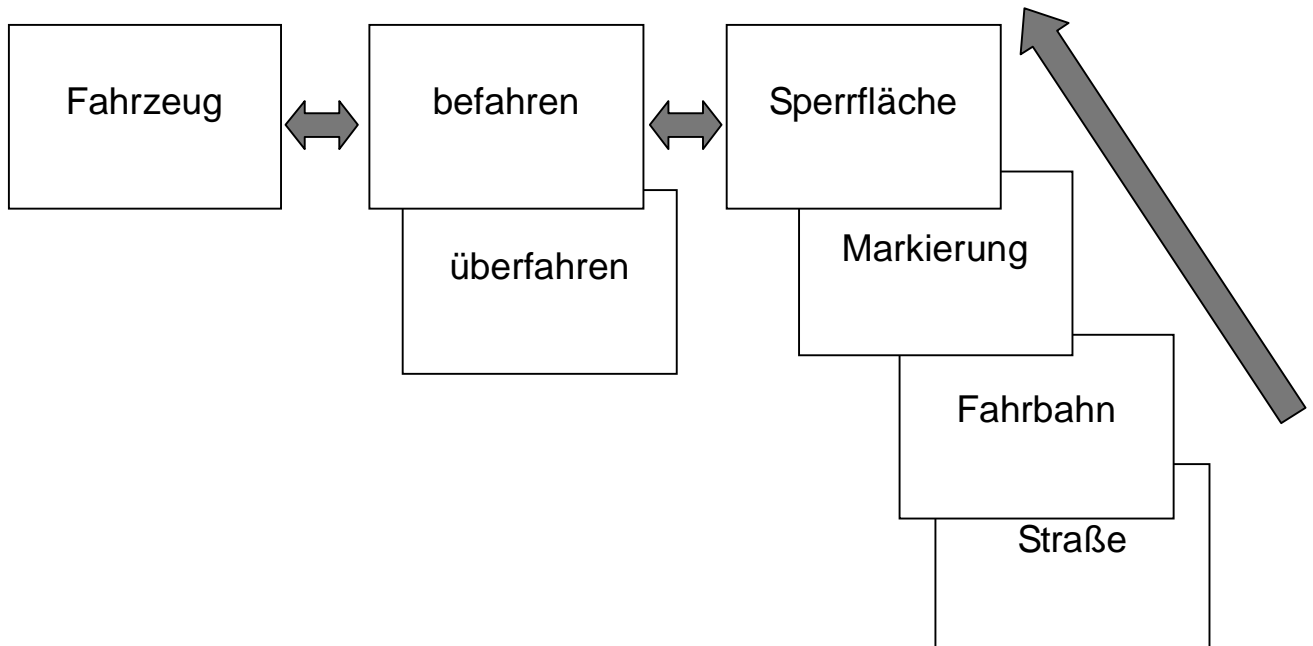 Fahrzeug
befahren
Sperrfläche
überfahren
Markierung
Fahrbahn
Straße